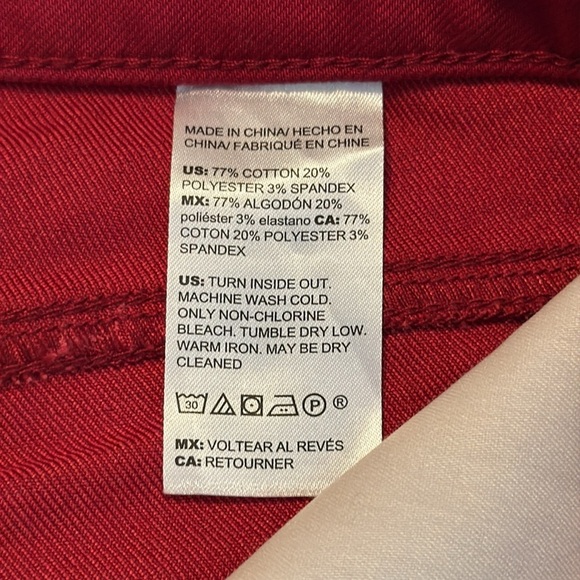 MADE IN CHINA/ HECHO EN
CHINA/ FABRIQUÉ EN CHINE
US: 77% COTTON 20%
POLYESTER 3% SPANDEX
MX: 77% ALGODÓN 20%
poliéster 3% elastano CA: 77%
COTON 20% POLYESTER 3%
SPANDEX
US: TURN INSIDE OUT.
MACHINE WASH COLD.
ONLY NON-CHLORINE
BLEACH. TUMBLE DRY LOW.
WARM IRON. MAY BE DRY
CLEANED
30 P ®
MX: VOLTEAR AL REVÉS
CA: RETOURNER